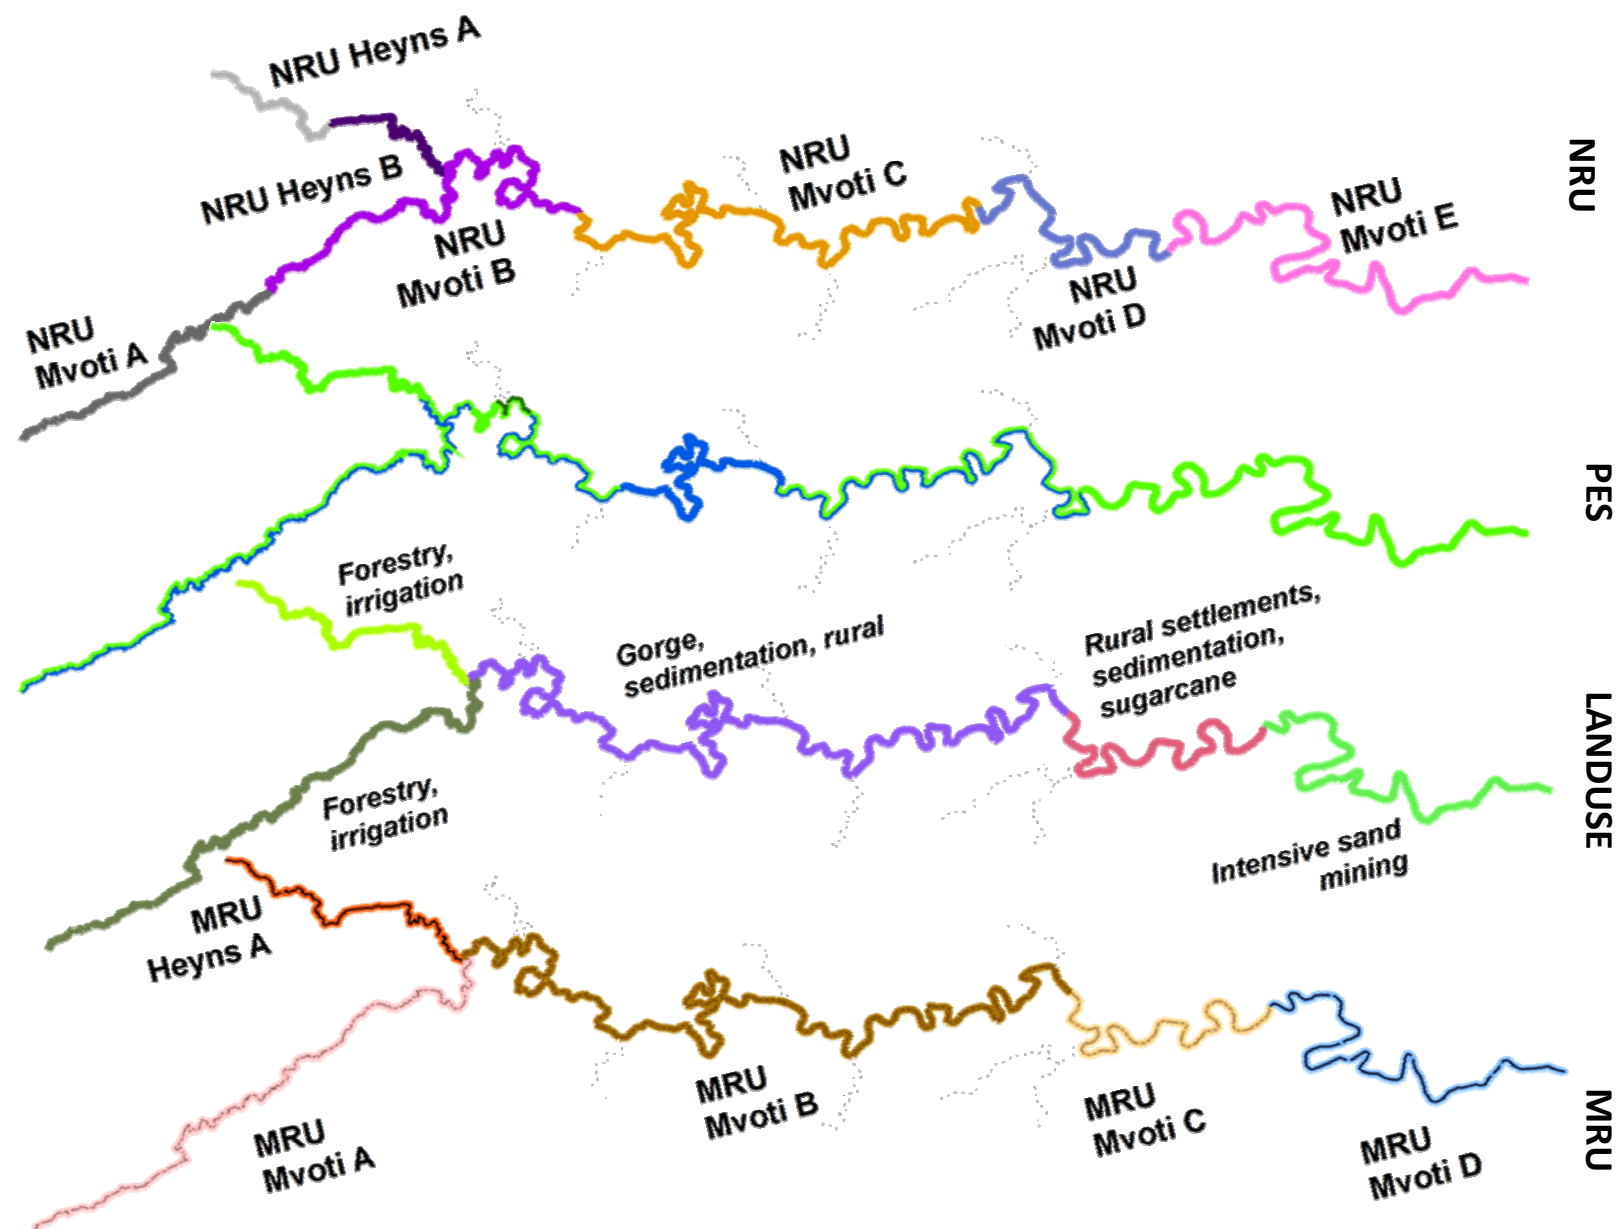 NRU Heyns A
NRU Heyns B
NRU
Mvoti A
NRU
Mvoti B
NRU
Mvoti C
NRU
Mvoti D
NRU
Mvoti E
NRU
PES
Forestry,
irrigation
Forestry,
irrigation
Gorge,
sedimentation, rural
Rural settlements,
sedimentation,
sugarcane
Intensive sand
mining
LANDUSE
MRU
Heyns A
MRU
Mvoti A
MRU
Mvoti B
MRU
Mvoti C
MRU
Mvoti D
MRU